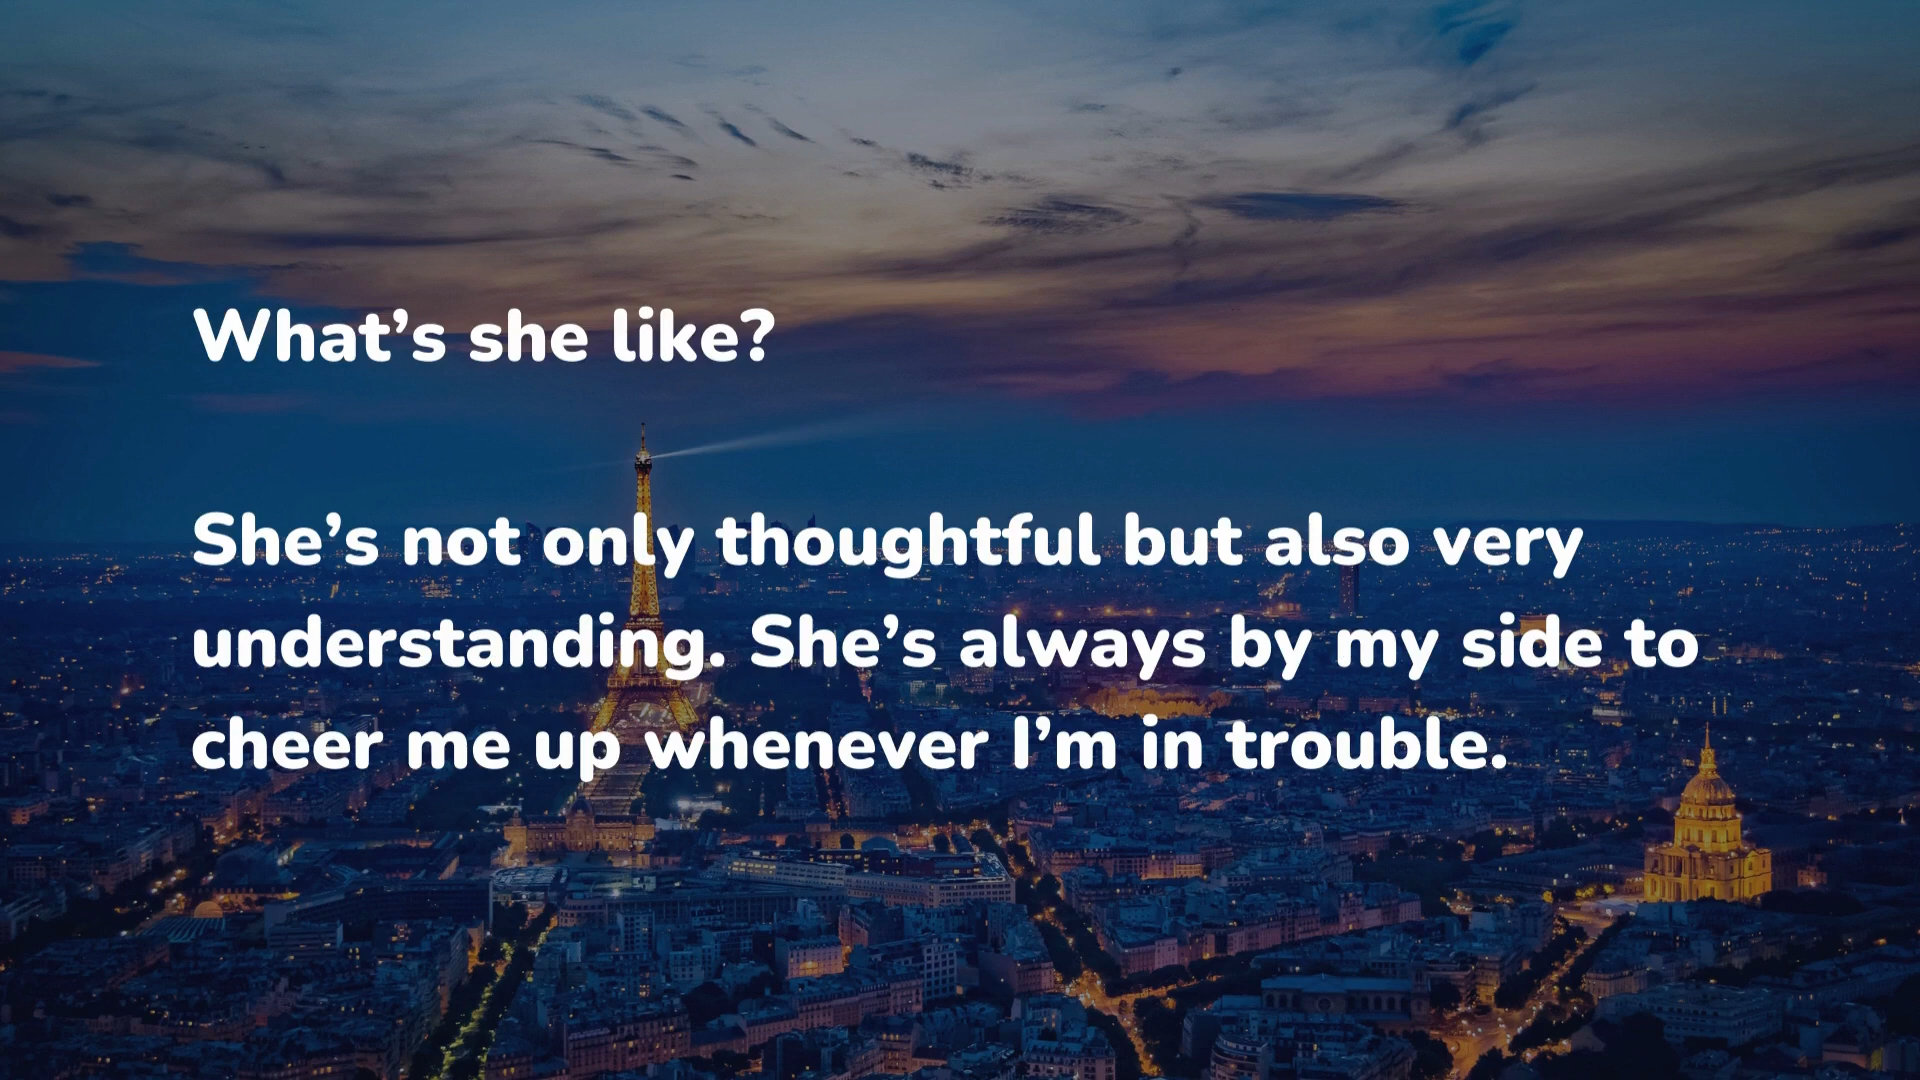 What’s she like?
She’s not only thoughtful but also very
understanding. She’s always by my side to
cheer me up whenever I’m in trouble.